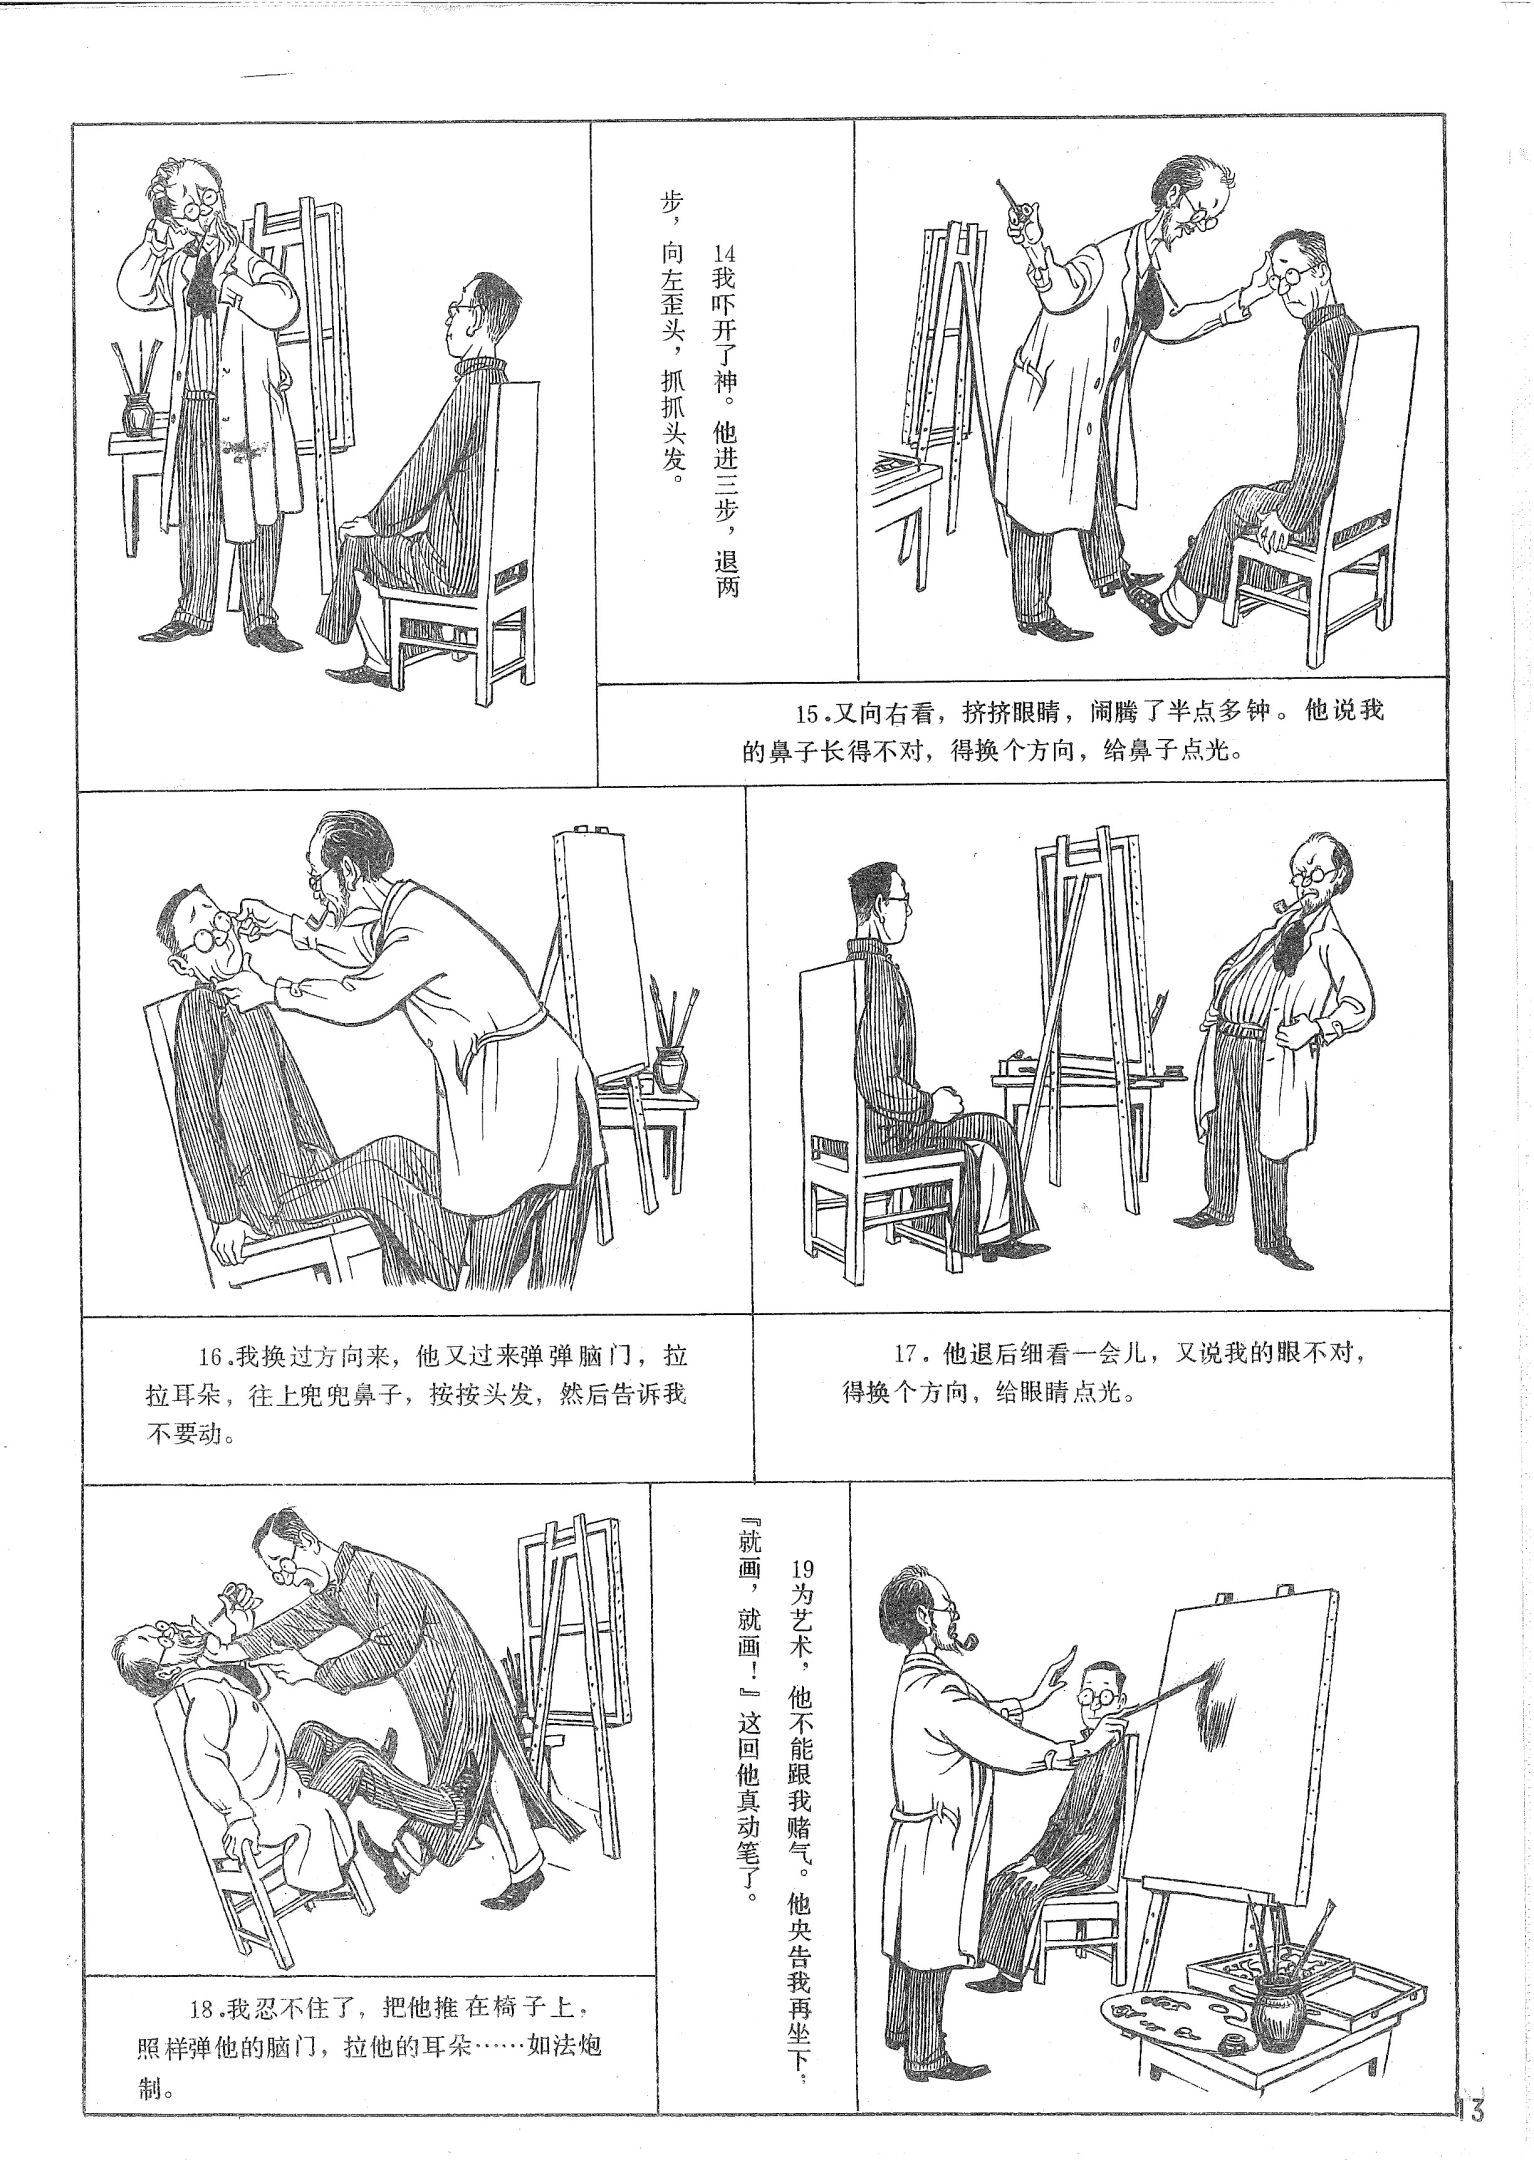 14我吓开了神。他进三步，退两
步，向左歪头，抓抓头发。
15.又向右看，挤挤眼睛，闹腾了半点多钟。他说我
的鼻子长得不对，得换个方向，给鼻子点光。
16.我换过方向来，他又过来弹弹脑门，拉
拉耳朵，往上兜兜鼻子，按按头发，然后告诉我
不要动。
17. 他退后细看一会儿，又说我的眼不对，
得换个方向，给眼睛点光。
18.我忍不住了，把他推在椅子上，
照样弹他的脑门，拉他的耳朵……如法炮
制。
19为艺术，他不能跟我赌气。他央告我再坐下：
『就画，就画！』这回他真动笔了。
13